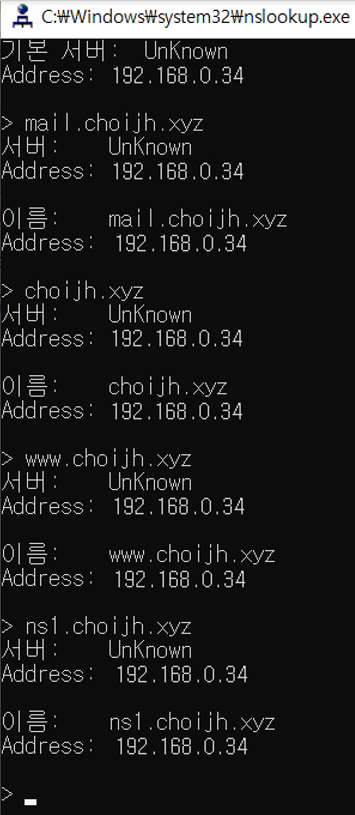 C:\Windows\system32\nslookup.exe
기본 서버:  UnKnown
Address: 192.168.0.34
> mail.choijh.xyz
서버:    UnKnown
Address: 192.168.0.34
이름:    mail.choijh.xyz
Address: 192.168.0.34
> choijh.xyz
서버:    UnKnown
Address: 192.168.0.34
이름:    choijh.xyz
Address: 192.168.0.34
> www.choijh.xyz
서버:    UnKnown
Address: 192.168.0.34
이름:    www.choijh.xyz
Address: 192.168.0.34
> ns1.choijh.xyz
서버:    UnKnown
Address: 192.168.0.34
이름:    ns1.choijh.xyz
Address: 192.168.0.34
>